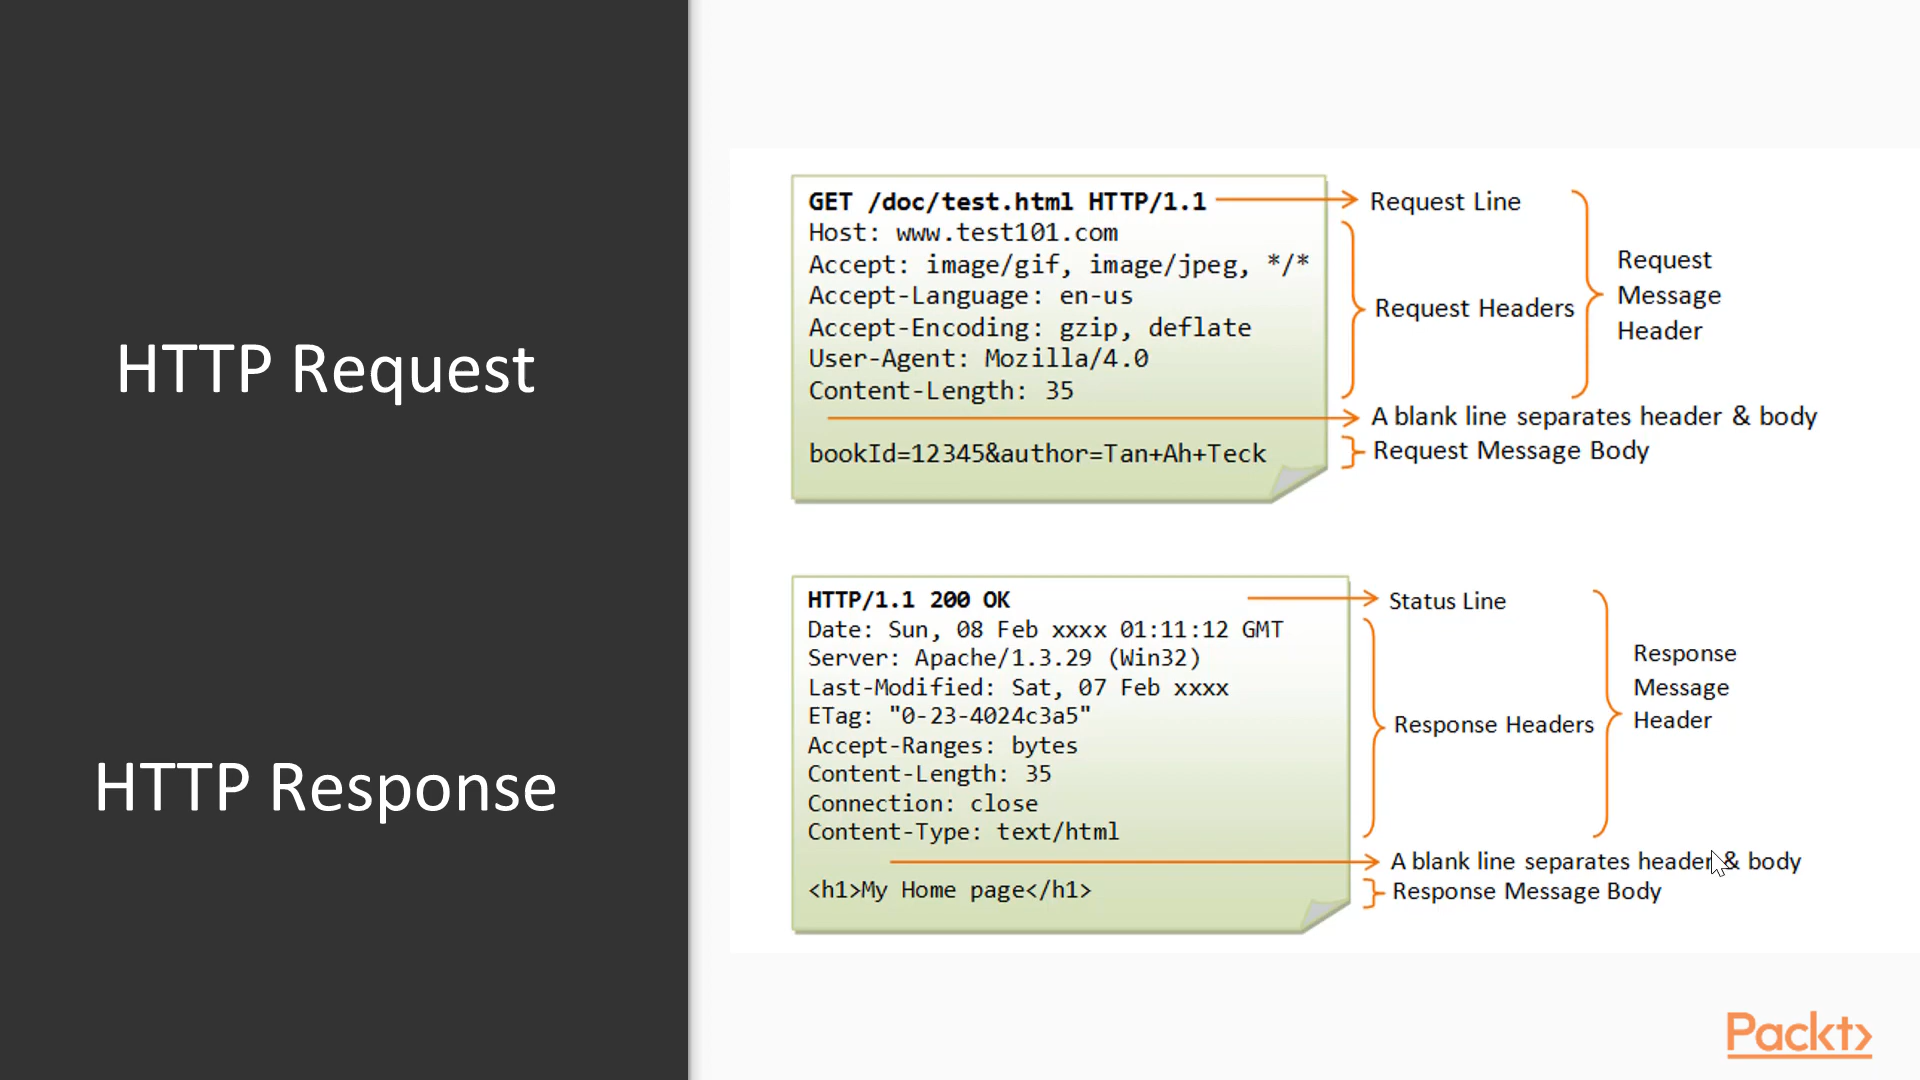 HTTP Request
GET /doc/test.html HTTP/1.1
Host: www.test101.com
Accept: image/gif, image/jpeg, */*
Accept-Language: en-us
Accept-Encoding: gzip, deflate
User-Agent: Mozilla/4.0
Content-Length: 35
bookId=12345&author=Tan+Ah+Teck
Request Line
Request Headers
Request
Message
Header
A blank line separates header & body
Request Message Body
HTTP Response
HTTP/1.1 200 OK
Date: Sun, 08 Feb xxxx 01:11:12 GMT
Server: Apache/1.3.29 (Win32)
Last-Modified: Sat, 07 Feb xxxx
ETag: "0-23-4024c3a5"
Accept-Ranges: bytes
Content-Length: 35
Connection: close
Content-Type: text/html
<h1>My Home page</h1>
Status Line
Response Headers
Response
Message
Header
A blank line separates header & body
Response Message Body
Packt>